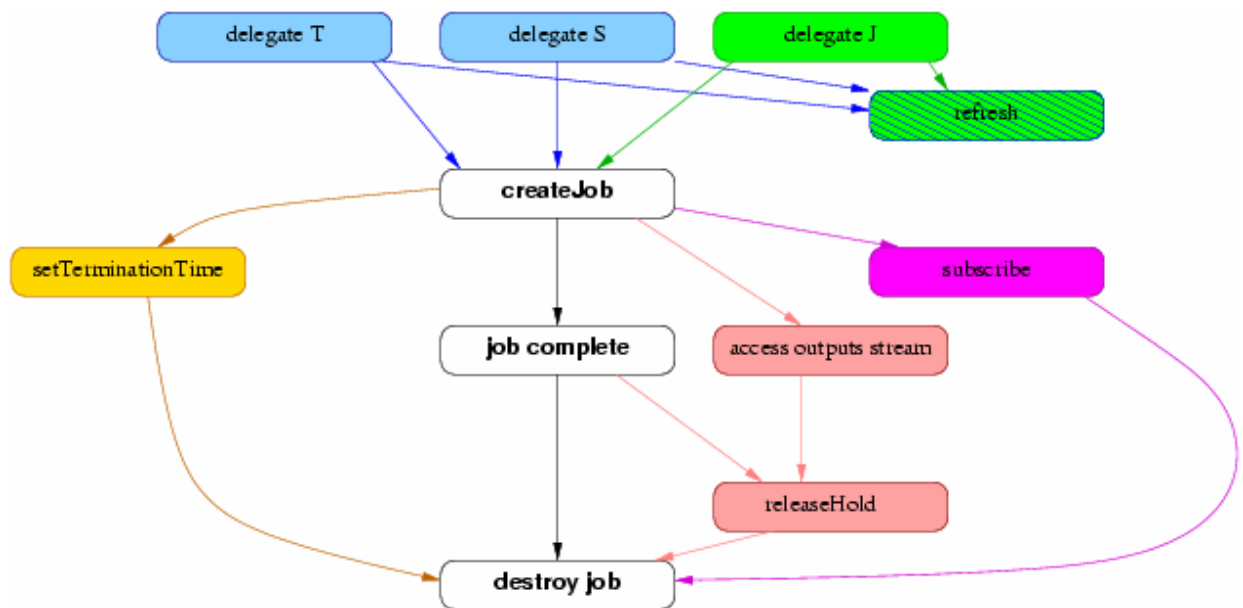 delegate T
delegate S
delegate J
refresh
createJob
setTerminationTime
subscribe
job complete
access outputs stream
releaseHold
destroy job